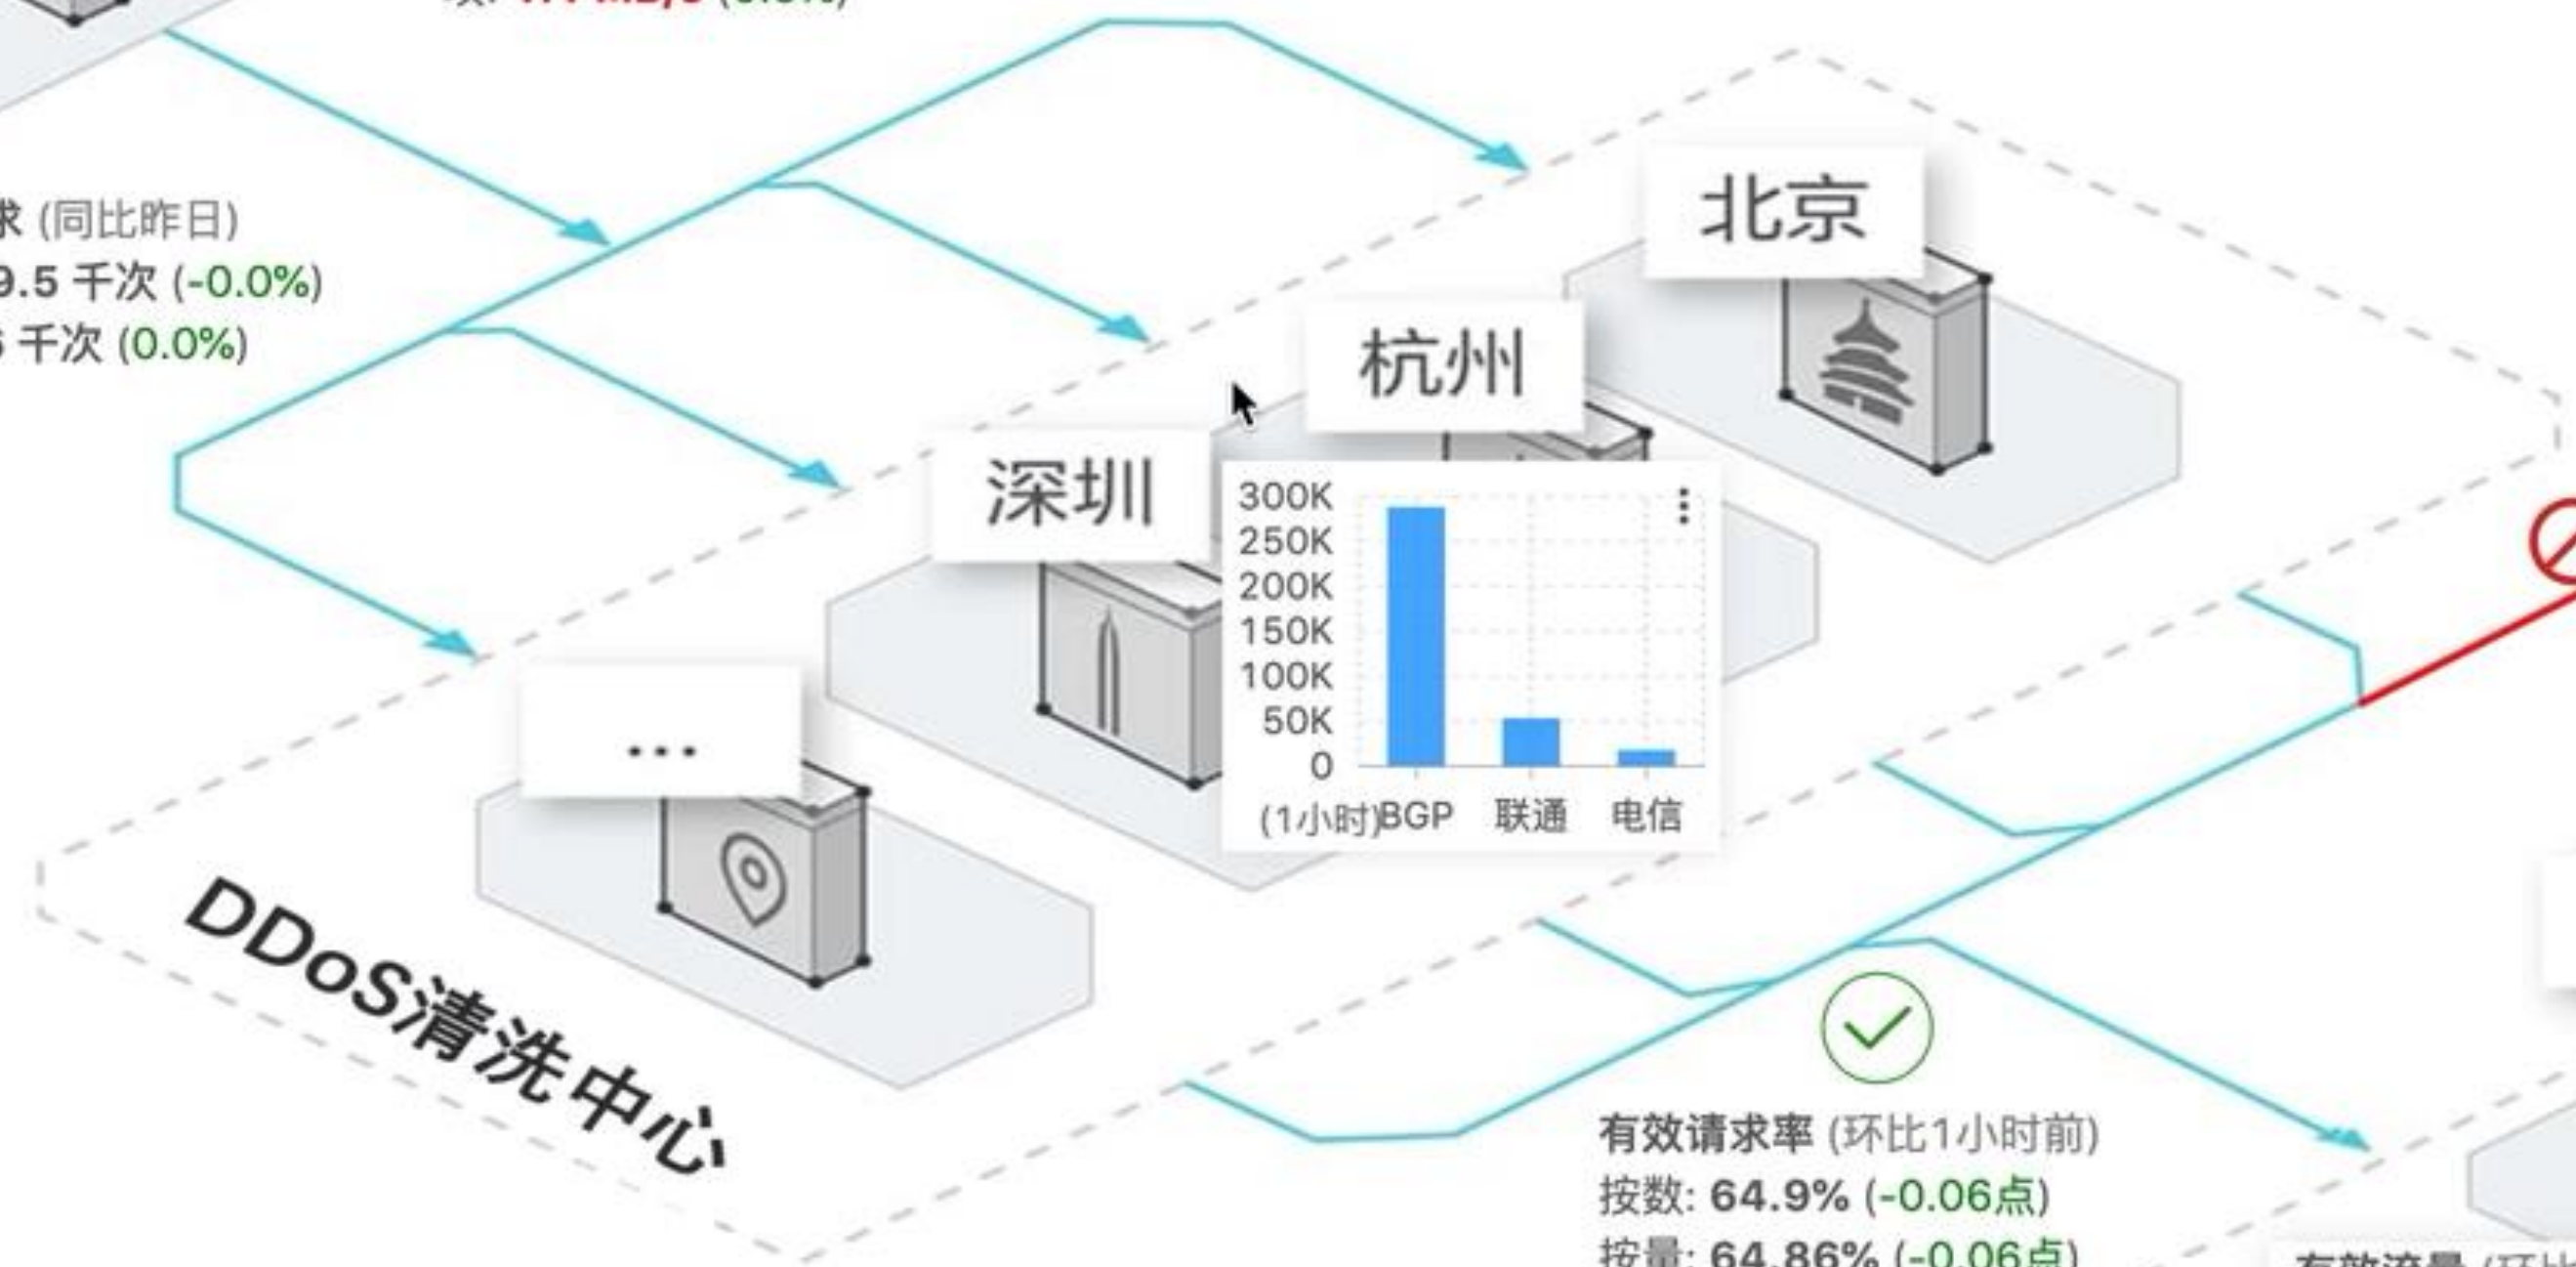 求 (同比昨日)
9.5 千次 (-0.0%)
千次 (0.0%)
北京
杭州
深圳
...
300K
250K
200K
150K
100K
50K
0
(1小时)
BGP
联通
电信
DDoS清洗中心
有效请求率 (环比1小时前)
按数: 64.9% (-0.06点)
按量: 64.86% (-0.06点)